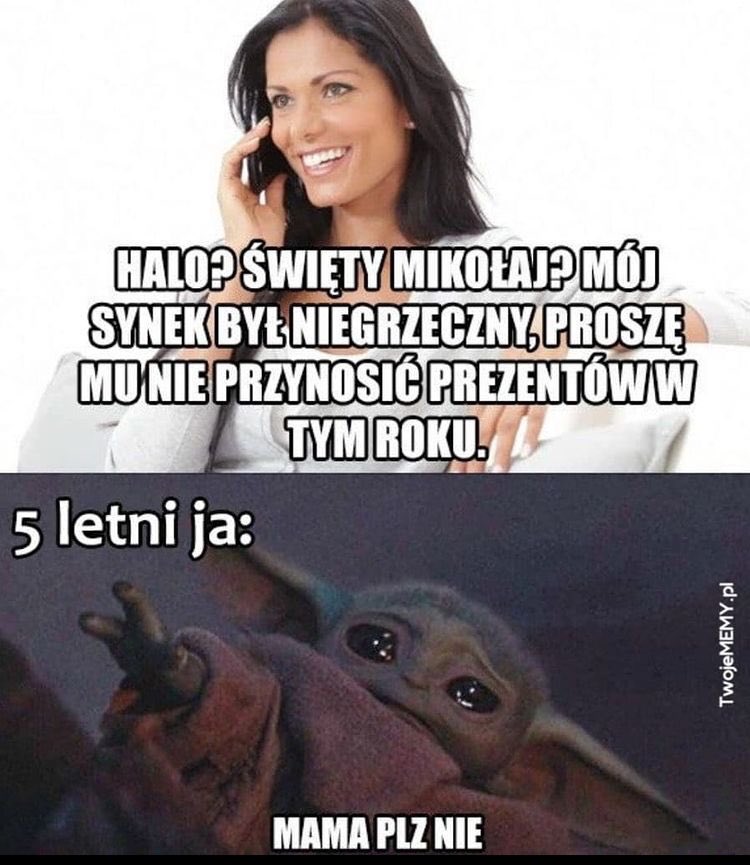 HALO? ŚWIĘTY MIKOŁAJ? MÓJ
SYNEK BYŁ NIEGRZECZNY, PROSZĘ
MU NIE PRZYNOSIĆ PREZENTÓW W
TYM ROKU.
5 letni ja:
TwojeMEMY.pl
MAMA PLZ NIE